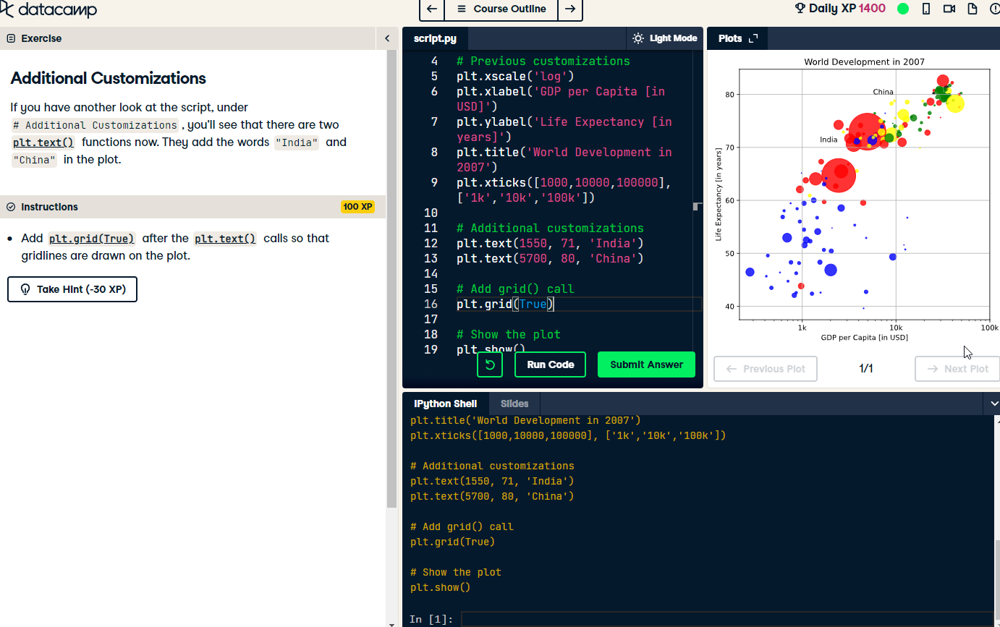 datacamp
Course Outline
Daily XP 1400
Exercise
Additional Customizations
If you have another look at the script, under
# Additional Customizations , you'll see that there are two
plt.text() functions now. They add the words "India" and
"China" in the plot.
Instructions
100 XP
Add plt.grid(True) after the plt.text() calls so that
gridlines are drawn on the plot.
Take Hint (-30 XP)
script.py
Light Mode
4 # Previous customizations
5 plt.xscale('log')
6 plt.xlabel('GDP per Capita [in
USD]')
7 plt.ylabel('Life Expectancy [in
years]')
8 plt.title('World Development in
2007')
9 plt.xticks([1000,10000,100000],
['1k','10k','100k'])
10
11 # Additional customizations
12 plt.text(1550, 71, 'India')
13 plt.text(5700, 80, 'China')
14
15 # Add grid() call
16 plt.grid(True)
17
18 # Show the plot
19 plt.show()
Run Code
Submit Answer
Plots
World Development in 2007
China
India
80
70
60
50
40
Life Expectancy [in years]
1k
10k
100k
GDP per Capita [in USD]
Previous Plot
1/1
Next Plot
IPython Shell
Slides
plt.title('World Development in 2007')
plt.xticks([1000,10000,100000], ['1k','10k','100k'])
# Additional customizations
plt.text(1550, 71, 'India')
plt.text(5700, 80, 'China')
# Add grid() call
plt.grid(True)
# Show the plot
plt.show()
In [1]: